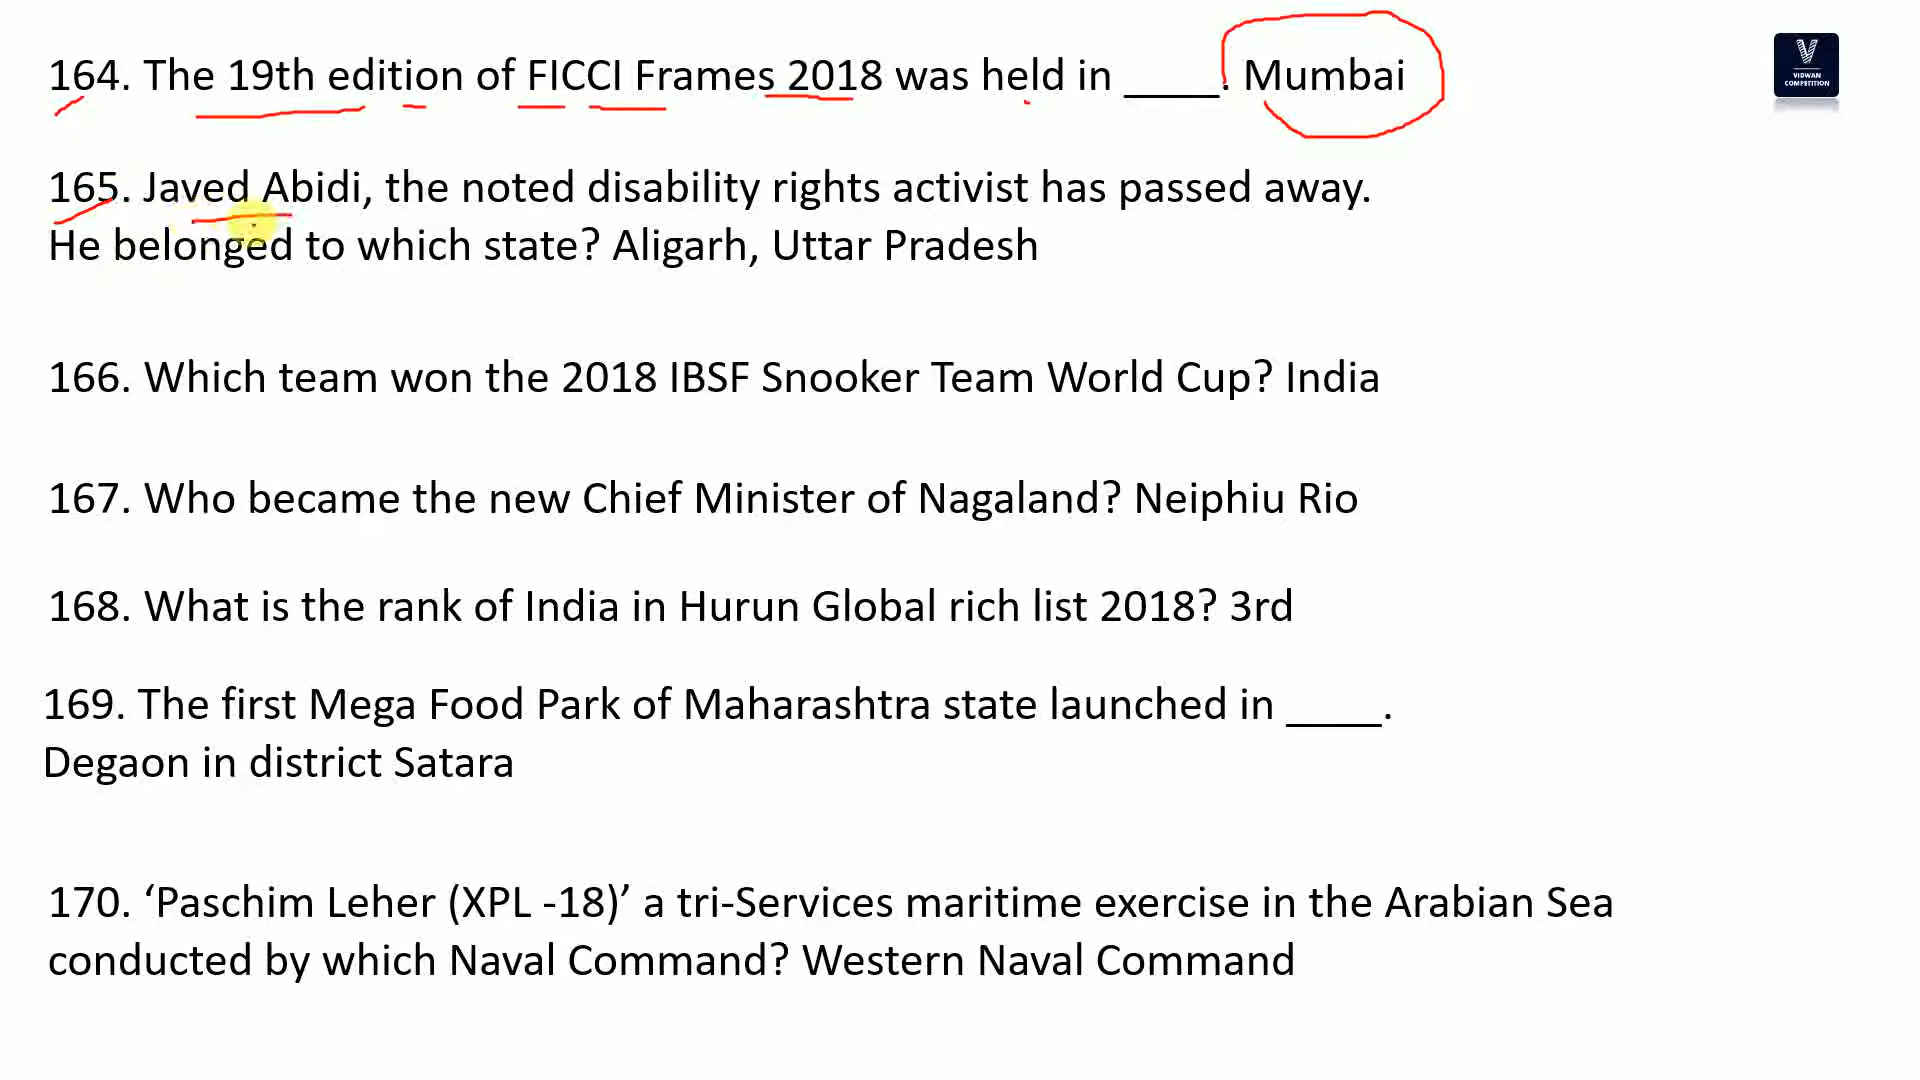 164. The 19th edition of FICCI Frames 2018 was held in ____. Mumbai
VIDWAN
COMPETITION
165. Javed Abidi, the noted disability rights activist has passed away.
He belonged to which state? Aligarh, Uttar Pradesh
166. Which team won the 2018 IBSF Snooker Team World Cup? India
167. Who became the new Chief Minister of Nagaland? Neiphiu Rio
168. What is the rank of India in Hurun Global rich list 2018? 3rd
169. The first Mega Food Park of Maharashtra state launched in ____.
Degaon in district Satara
170. ‘Paschim Leher (XPL -18)’ a tri-Services maritime exercise in the Arabian Sea
conducted by which Naval Command? Western Naval Command